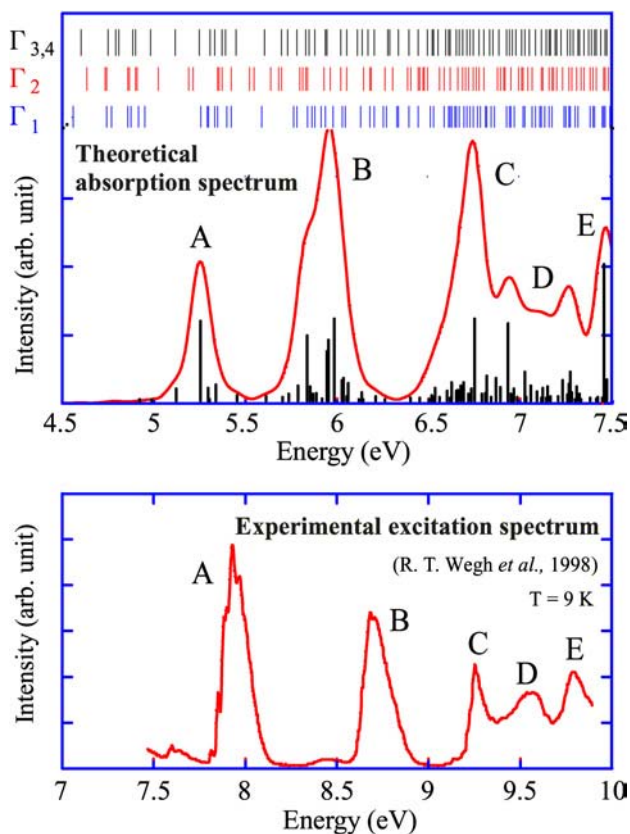 Γ3,4
Γ2
Γ1
Theoretical
absorption spectrum
A
B
C
D
E
Intensity (arb. unit)
4.5 5 5.5 6 6.5 7 7.5
Energy (eV)
Experimental excitation spectrum
(R. T. Wegh et al., 1998)
T = 9 K
A
B
C
D
E
Intensity (arb. unit)
7 7.5 8 8.5 9 9.5 10
Energy (eV)